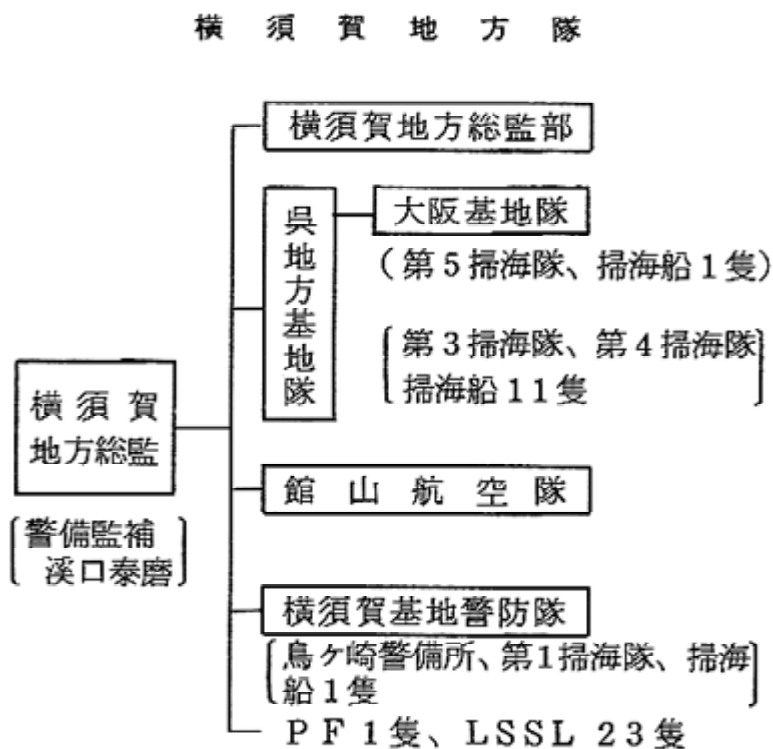 横須賀地方隊
横須賀地方総監部
呉地方基地隊
大阪基地隊
(第5掃海隊、掃海船1隻)
第3掃海隊、第4掃海隊
掃海船11隻
横須賀
地方総監
警備監補
溪口泰麿
館山航空隊
横須賀基地警防隊
鳥ケ崎警備所、第1掃海隊、掃海
船1隻
PF1隻、LSSL 23隻